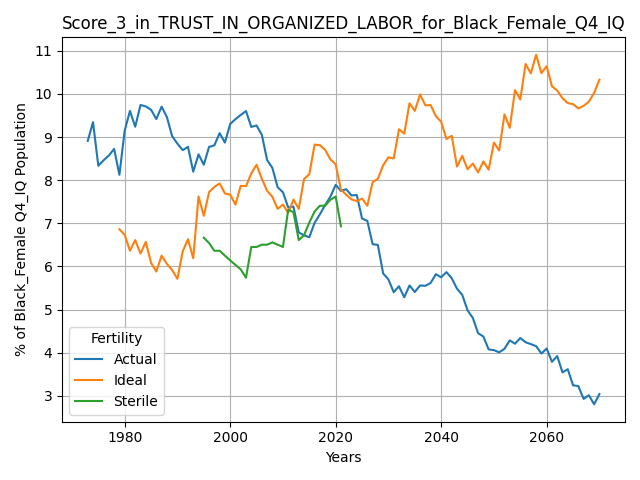 Score_3_in_TRUST_IN_ORGANIZED_LABOR_for_Black_Female_Q4_IQ
% of Black_Female Q4_IQ Population
11
10
9
8
7
6
5
4
3
Fertility
Actual
Ideal
Sterile
1980
2000
2020
2040
2060
Years